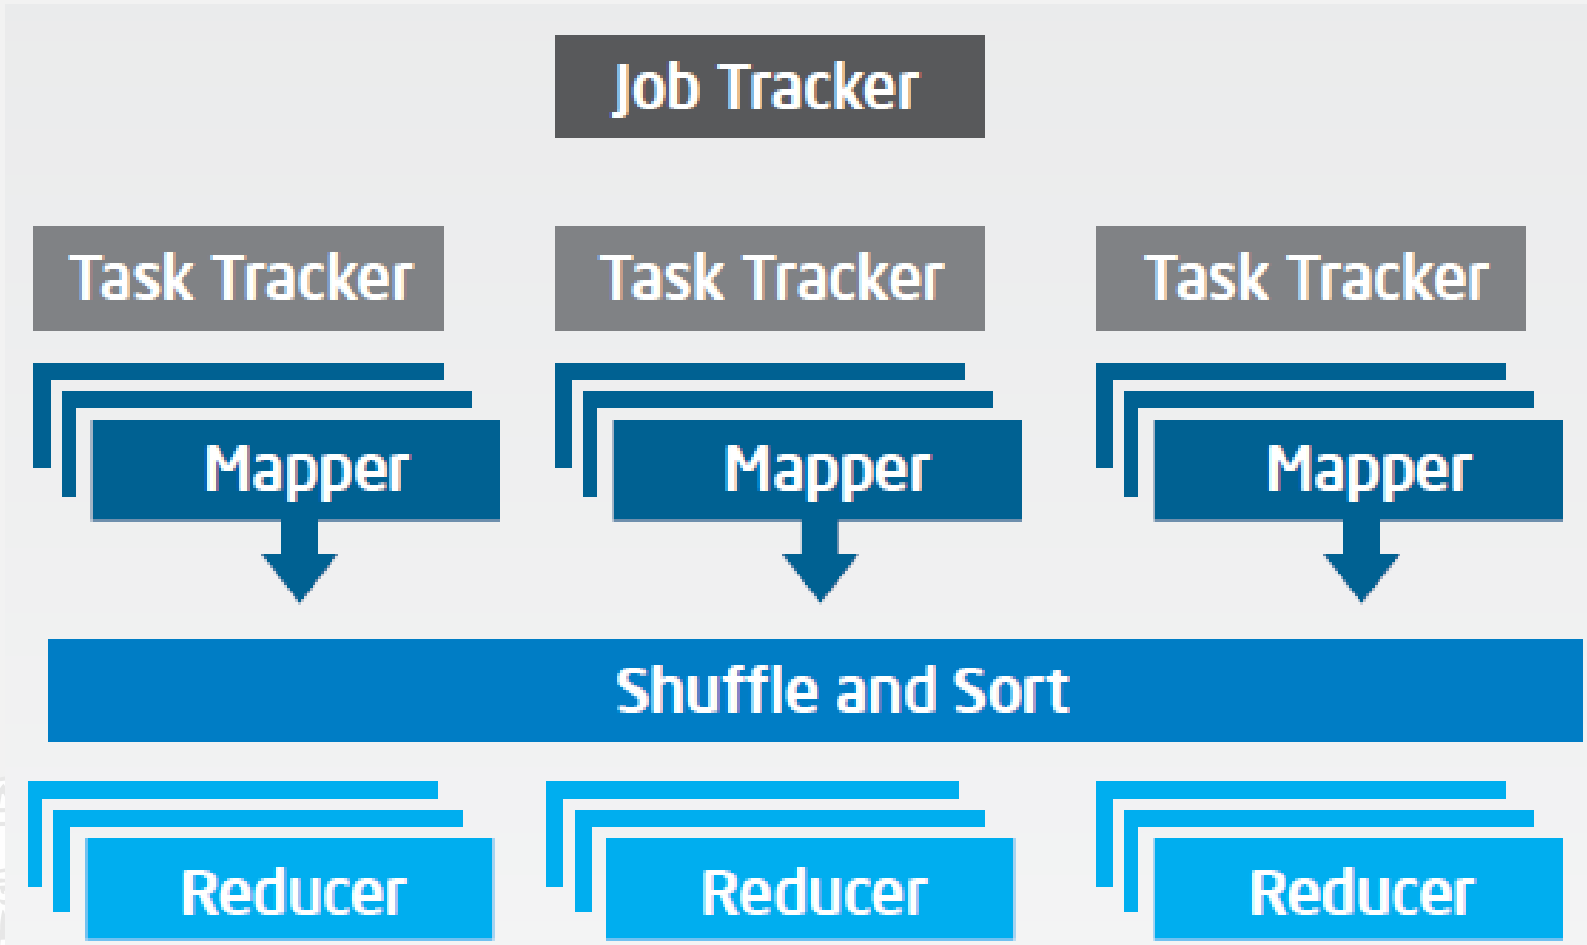 Job Tracker
Task Tracker
Task Tracker
Task Tracker
Mapper
Mapper
Mapper
Shuffle and Sort
Reducer
Reducer
Reducer